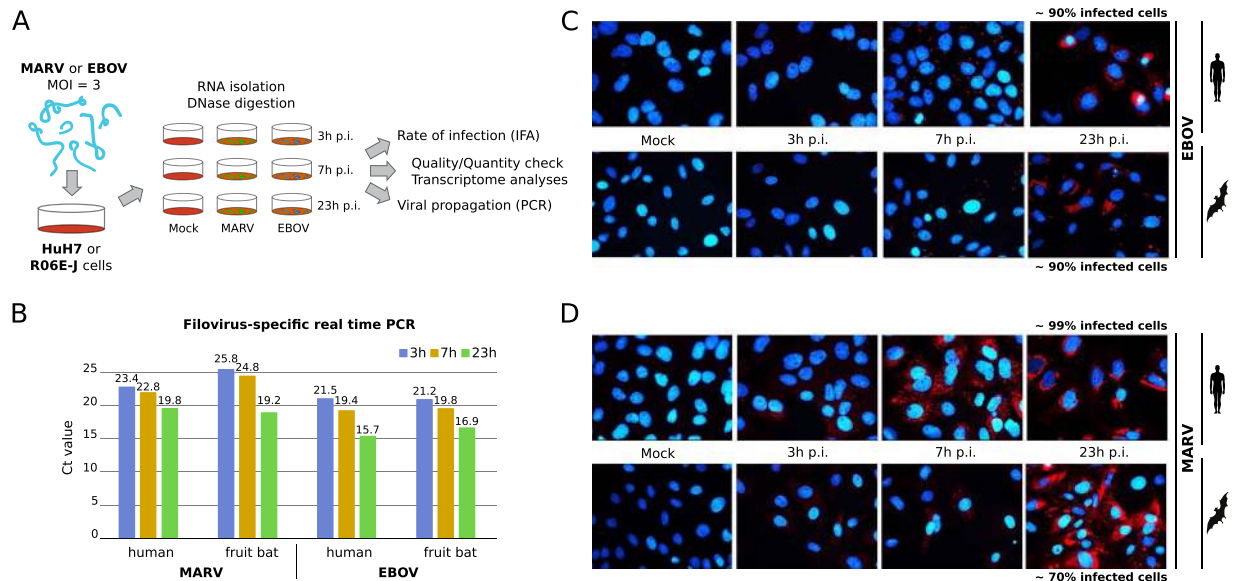 A
MARV or EBOV
MOI = 3
HuH7 or
R06E-J cells
RNA isolation
DNase digestion
3h p.i.
7h p.i.
23h p.i.
Mock
MARV
EBOV
Rate of infection (IFA)
Quality/Quantity check
Transcriptome analyses
Viral propagation (PCR)
B
Filovirus-specific real time PCR
3h
7h
23h
Ct value
25
20
15
10
5
0
23.4
22.8
19.8
25.8
24.8
19.2
21.5
19.4
15.7
21.2
19.8
16.9
human
fruit bat
human
fruit bat
MARV
EBOV
C
~ 90% infected cells
Mock
3h p.i.
7h p.i.
23h p.i.
~ 90% infected cells
EBOV
D
~ 99% infected cells
Mock
3h p.i.
7h p.i.
23h p.i.
~ 70% infected cells
MARV